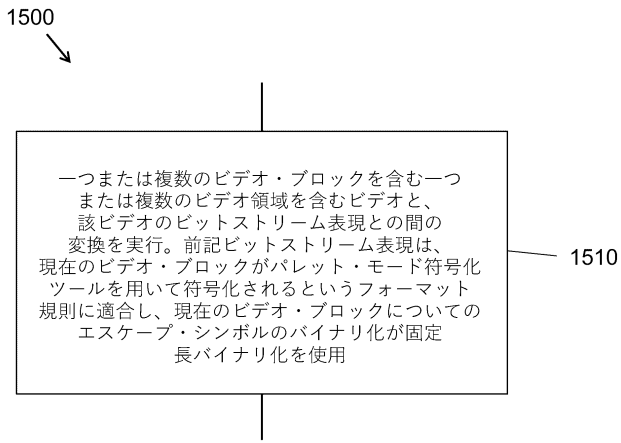 1500
一つまたは複数のビデオ・ブロックを含む一つ
または複数のビデオ領域を含むビデオと、
該ビデオのビットストリーム表現との間の
変換を実行。前記ビットストリーム表現は、
現在のビデオ・ブロックがパレット・モード符号化
ツールを用いて符号化されるというフォーマット
規則に適合し、現在のビデオ・ブロックについての
エスケープ・シンボルのバイナリ化が固定
長バイナリ化を使用
1510